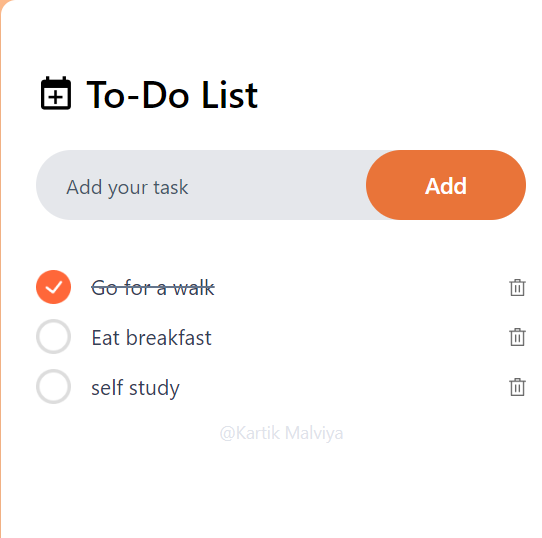 To-Do List
Add your task
Add
Go for a walk
Eat breakfast
self study
@Kartik Malviya